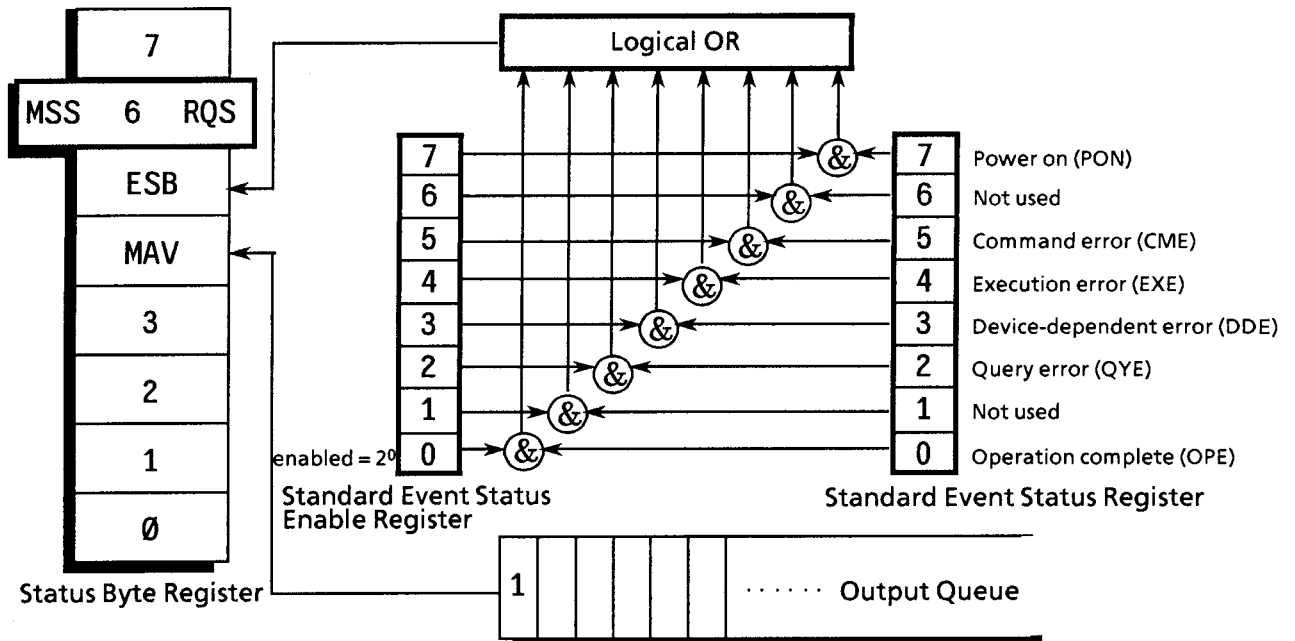 7
MSS 6 RQS
ESB
MAV
3
2
1
Ø
Status Byte Register
Logical OR
7
6
5
4
3
2
1
enabled = 2⁰ 0
Standard Event Status
Enable Register
&
&
&
&
&
&
&
&
7 Power on (PON)
6 Not used
5 Command error (CME)
4 Execution error (EXE)
3 Device-dependent error (DDE)
2 Query error (QYE)
1 Not used
0 Operation complete (OPE)
Standard Event Status Register
1 ...... Output Queue